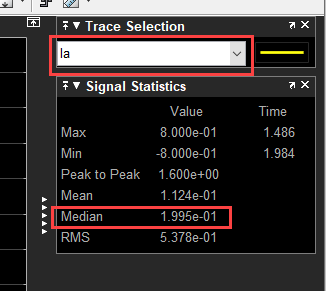 Trace Selection
Ia
Signal Statistics
Value Time
Max 8.000e-01 1.486
Min -8.000e-01 1.984
Peak to Peak 1.600e+00
Mean 1.124e-01
Median 1.995e-01
RMS 5.378e-01